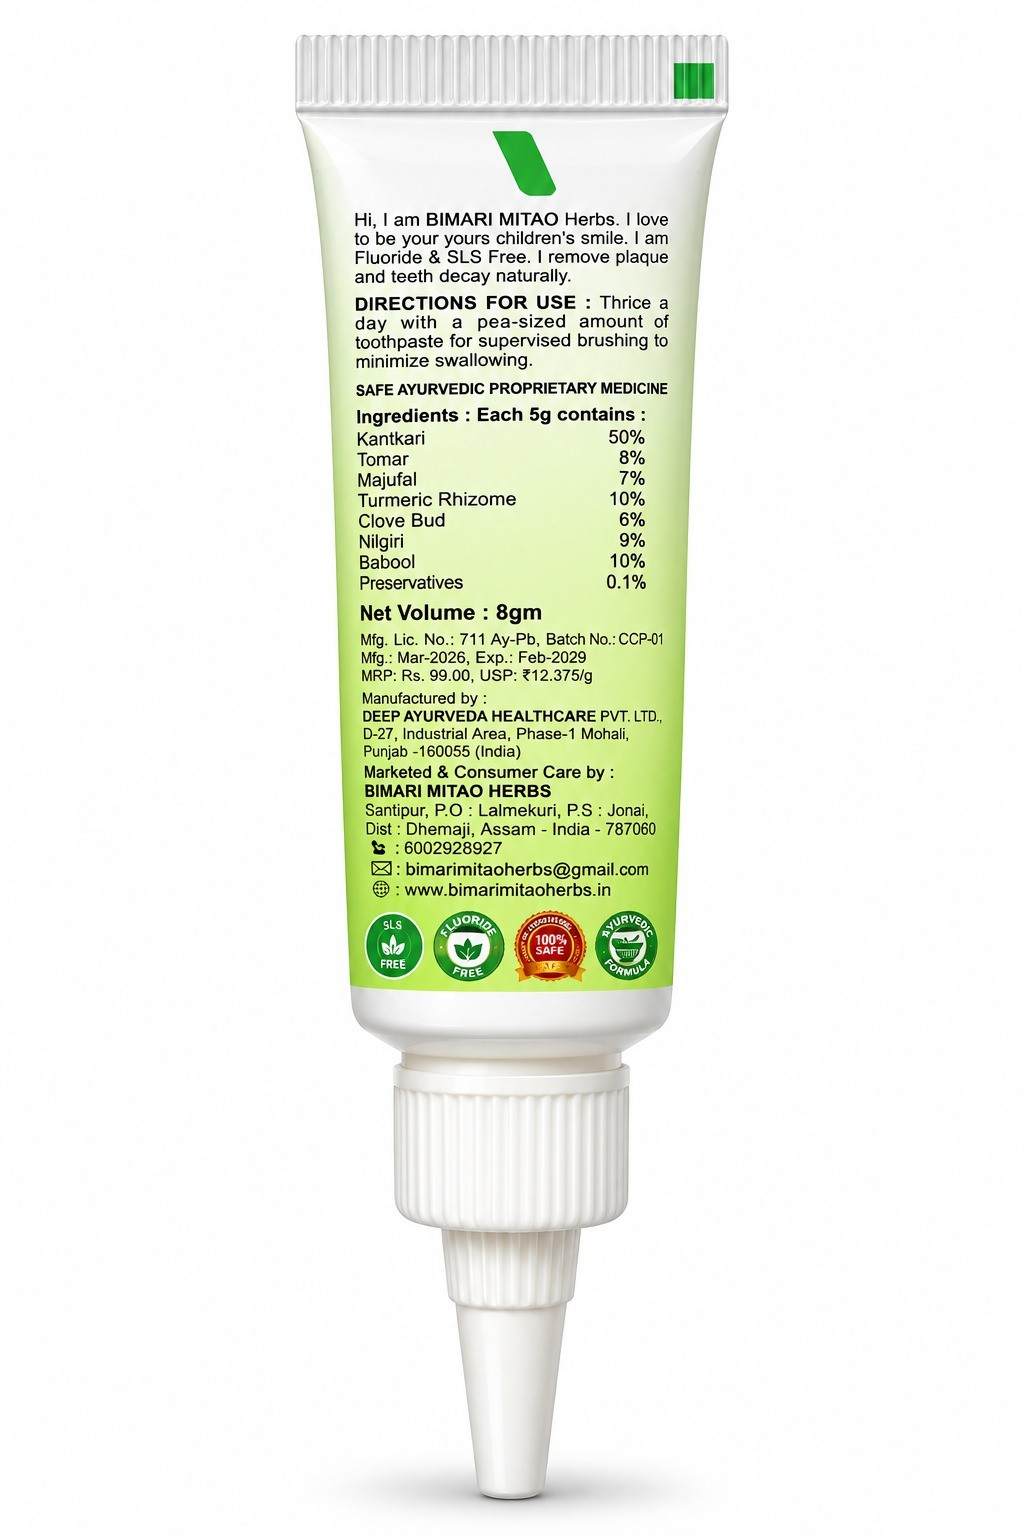 Hi, I am BIMARI MITAO Herbs. I love
to be your yours children's smile. I am
Fluoride & SLS Free. I remove plaque
and teeth decay naturally.
DIRECTIONS FOR USE : Thrice a
day with a pea-sized amount of
toothpaste for supervised brushing to
minimize swallowing.
SAFE AYURVEDIC PROPRIETARY MEDICINE
Ingredients : Each 5g contains :
Kantkari 50%
Tomar 8%
Majufal 7%
Turmeric Rhizome 10%
Clove Bud 6%
Nilgiri 9%
Babool 10%
Preservatives 0.1%
Net Volume : 8gm
Mfg. Lic. No.: 711 Ay-Pb, Batch No.: CCP-01
Mfg.: Mar-2026, Exp.: Feb-2029
MRP: Rs. 99.00, USP: ₹12.375/g
Manufactured by :
DEEP AYURVEDA HEALTHCARE PVT. LTD.,
D-27, Industrial Area, Phase-1 Mohali,
Punjab -160055 (India)
Marketed & Consumer Care by :
BIMARI MITAO HERBS
Santipur, P.O : Lalmekuri, P.S : Jonai,
Dist : Dhemaji, Assam - India - 787060
: 6002928927
: bimarimitaoherbs@gmail.com
: www.bimarimitaoherbs.in
SLS
FREE
FLUORIDE
FREE
100%
SAFE
AYURVEDIC
FORMULA